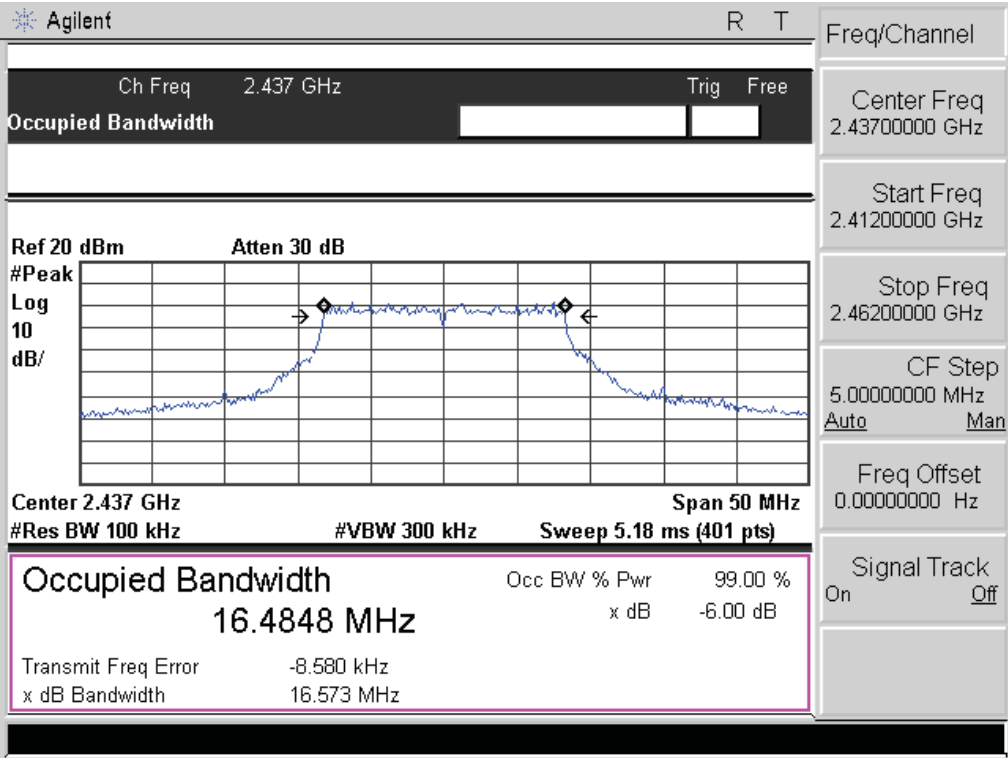 Agilent R T
Ch Freq 2.437 GHz Trig Free
Occupied Bandwidth
Ref 20 dBm Atten 30 dB
#Peak
Log
10
dB/
Center 2.437 GHz Span 50 MHz
#Res BW 100 kHz #VBW 300 kHz Sweep 5.18 ms (401 pts)
Occupied Bandwidth
16.4848 MHz
Occ BW % Pwr 99.00 %
x dB -6.00 dB
Transmit Freq Error -8.580 kHz
x dB Bandwidth 16.573 MHz
Freq/Channel
Center Freq
2.43700000 GHz
Start Freq
2.41200000 GHz
Stop Freq
2.46200000 GHz
CF Step
5.00000000 MHz
Auto Man
Freq Offset
0.00000000 Hz
Signal Track
On Off